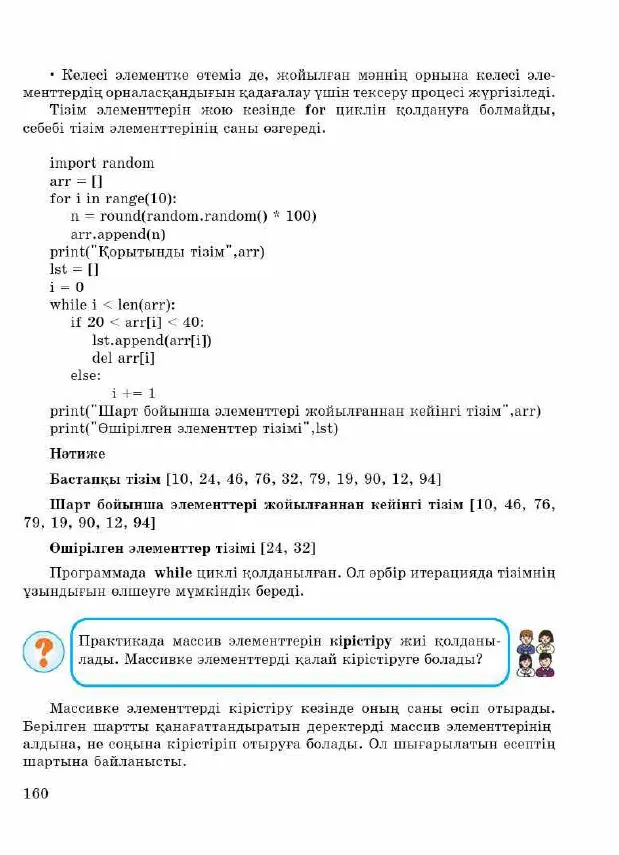 • Келесі элементке өтеміз де, жойылған мәннің орнына келесі эле-
менттердің орналасқандығын қадағалау үшін тексеру процесі жүргізіледі.
Тізім элементтерін жою кезінде for циклін қолдануға болмайды,
себебі тізім элементтерінің саны өзгереді.
import random
arr = []
for i in range(10):
n = round(random.random() * 100)
arr.append(n)
print("Қорытынды тізім",arr)
lst = []
i = 0
while i < len(arr):
if 20 < arr[i] < 40:
lst.append(arr[i])
del arr[i]
else:
i += 1
print("Шарт бойынша элементтері жойылғаннан кейінгі тізім",arr)
print("Өшірілген элементтер тізімі",lst)
Нәтиже
Бастапқы тізім [10, 24, 46, 76, 32, 79, 19, 90, 12, 94]
Шарт бойынша элементтері жойылғаннан кейінгі тізім [10, 46, 76,
79, 19, 90, 12, 94]
Өшірілген элементтер тізімі [24, 32]
Программада while циклі қолданылған. Ол әрбір итерацияда тізімнің
ұзындығын өлшеуге мүмкіндік береді.
?
Практикада массив элементтерін кірістіру жиі қолданы-
лады. Массивке элементтерді қалай кірістіруге болады?
Массивке элементтерді кірістіру кезінде оның саны өсіп отырады.
Берілген шартты қанағаттандыратын деректерді массив элементтерінің
алдына, не соңына кірістіріп отыруға болады. Ол шығарылатын есептің
шартына байланысты.
160